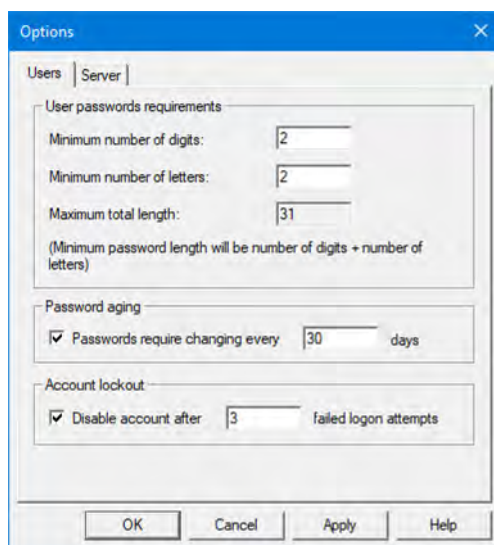 Options
Users Server
User passwords requirements
Minimum number of digits: 2
Minimum number of letters: 2
Maximum total length: 31
(Minimum password length will be number of digits + number of
letters)
Password aging
Passwords require changing every 30 days
Account lockout
Disable account after 3 failed logon attempts
OK Cancel Apply Help